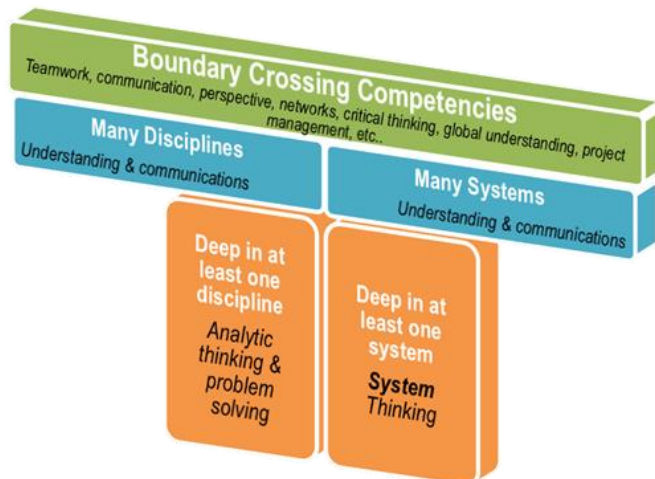 Boundary Crossing Competencies
Teamwork, communication, perspective, networks, critical thinking, global understanding, project
management, etc..
Many Disciplines
Understanding & communications
Many Systems
Understanding & communications
Deep in at
least one
discipline
Analytic
thinking &
problem
solving
Deep in at
least one
system
System
Thinking